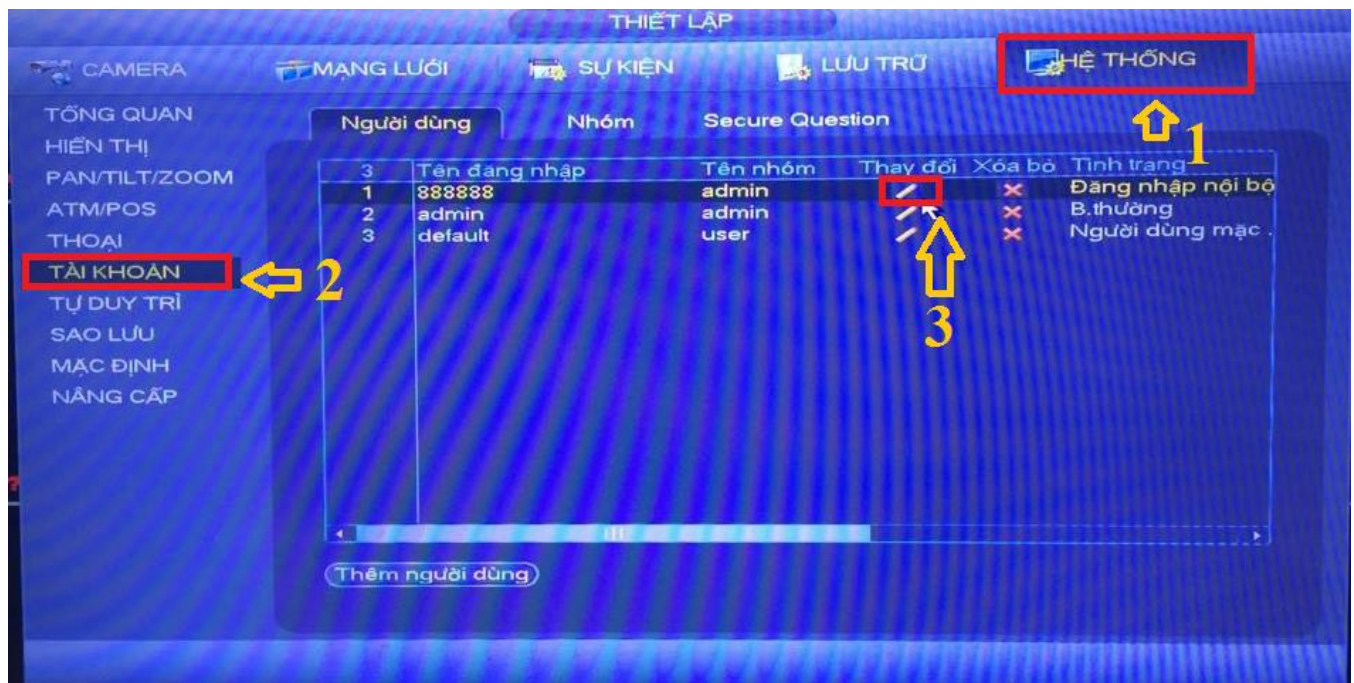 THIẾT LẬP
CAMERA MẠNG LƯỚI SỰ KIỆN LƯU TRỮ HỆ THỐNG
1
TỔNG QUAN
HIỂN THỊ
PAN/TILT/ZOOM
ATM/POS
THOẠI
TÀI KHOẢN
2
TỰ DUY TRÌ
SAO LƯU
MẶC ĐỊNH
NÂNG CẤP
Người dùng Nhóm Secure Question
3 Tên đăng nhập Tên nhóm Thay đổi Xóa bỏ Tình trạng
1 888888 admin Đăng nhập nội bộ
2 admin admin B.thường
3 default user Người dùng mặc .
3
Thêm người dùng